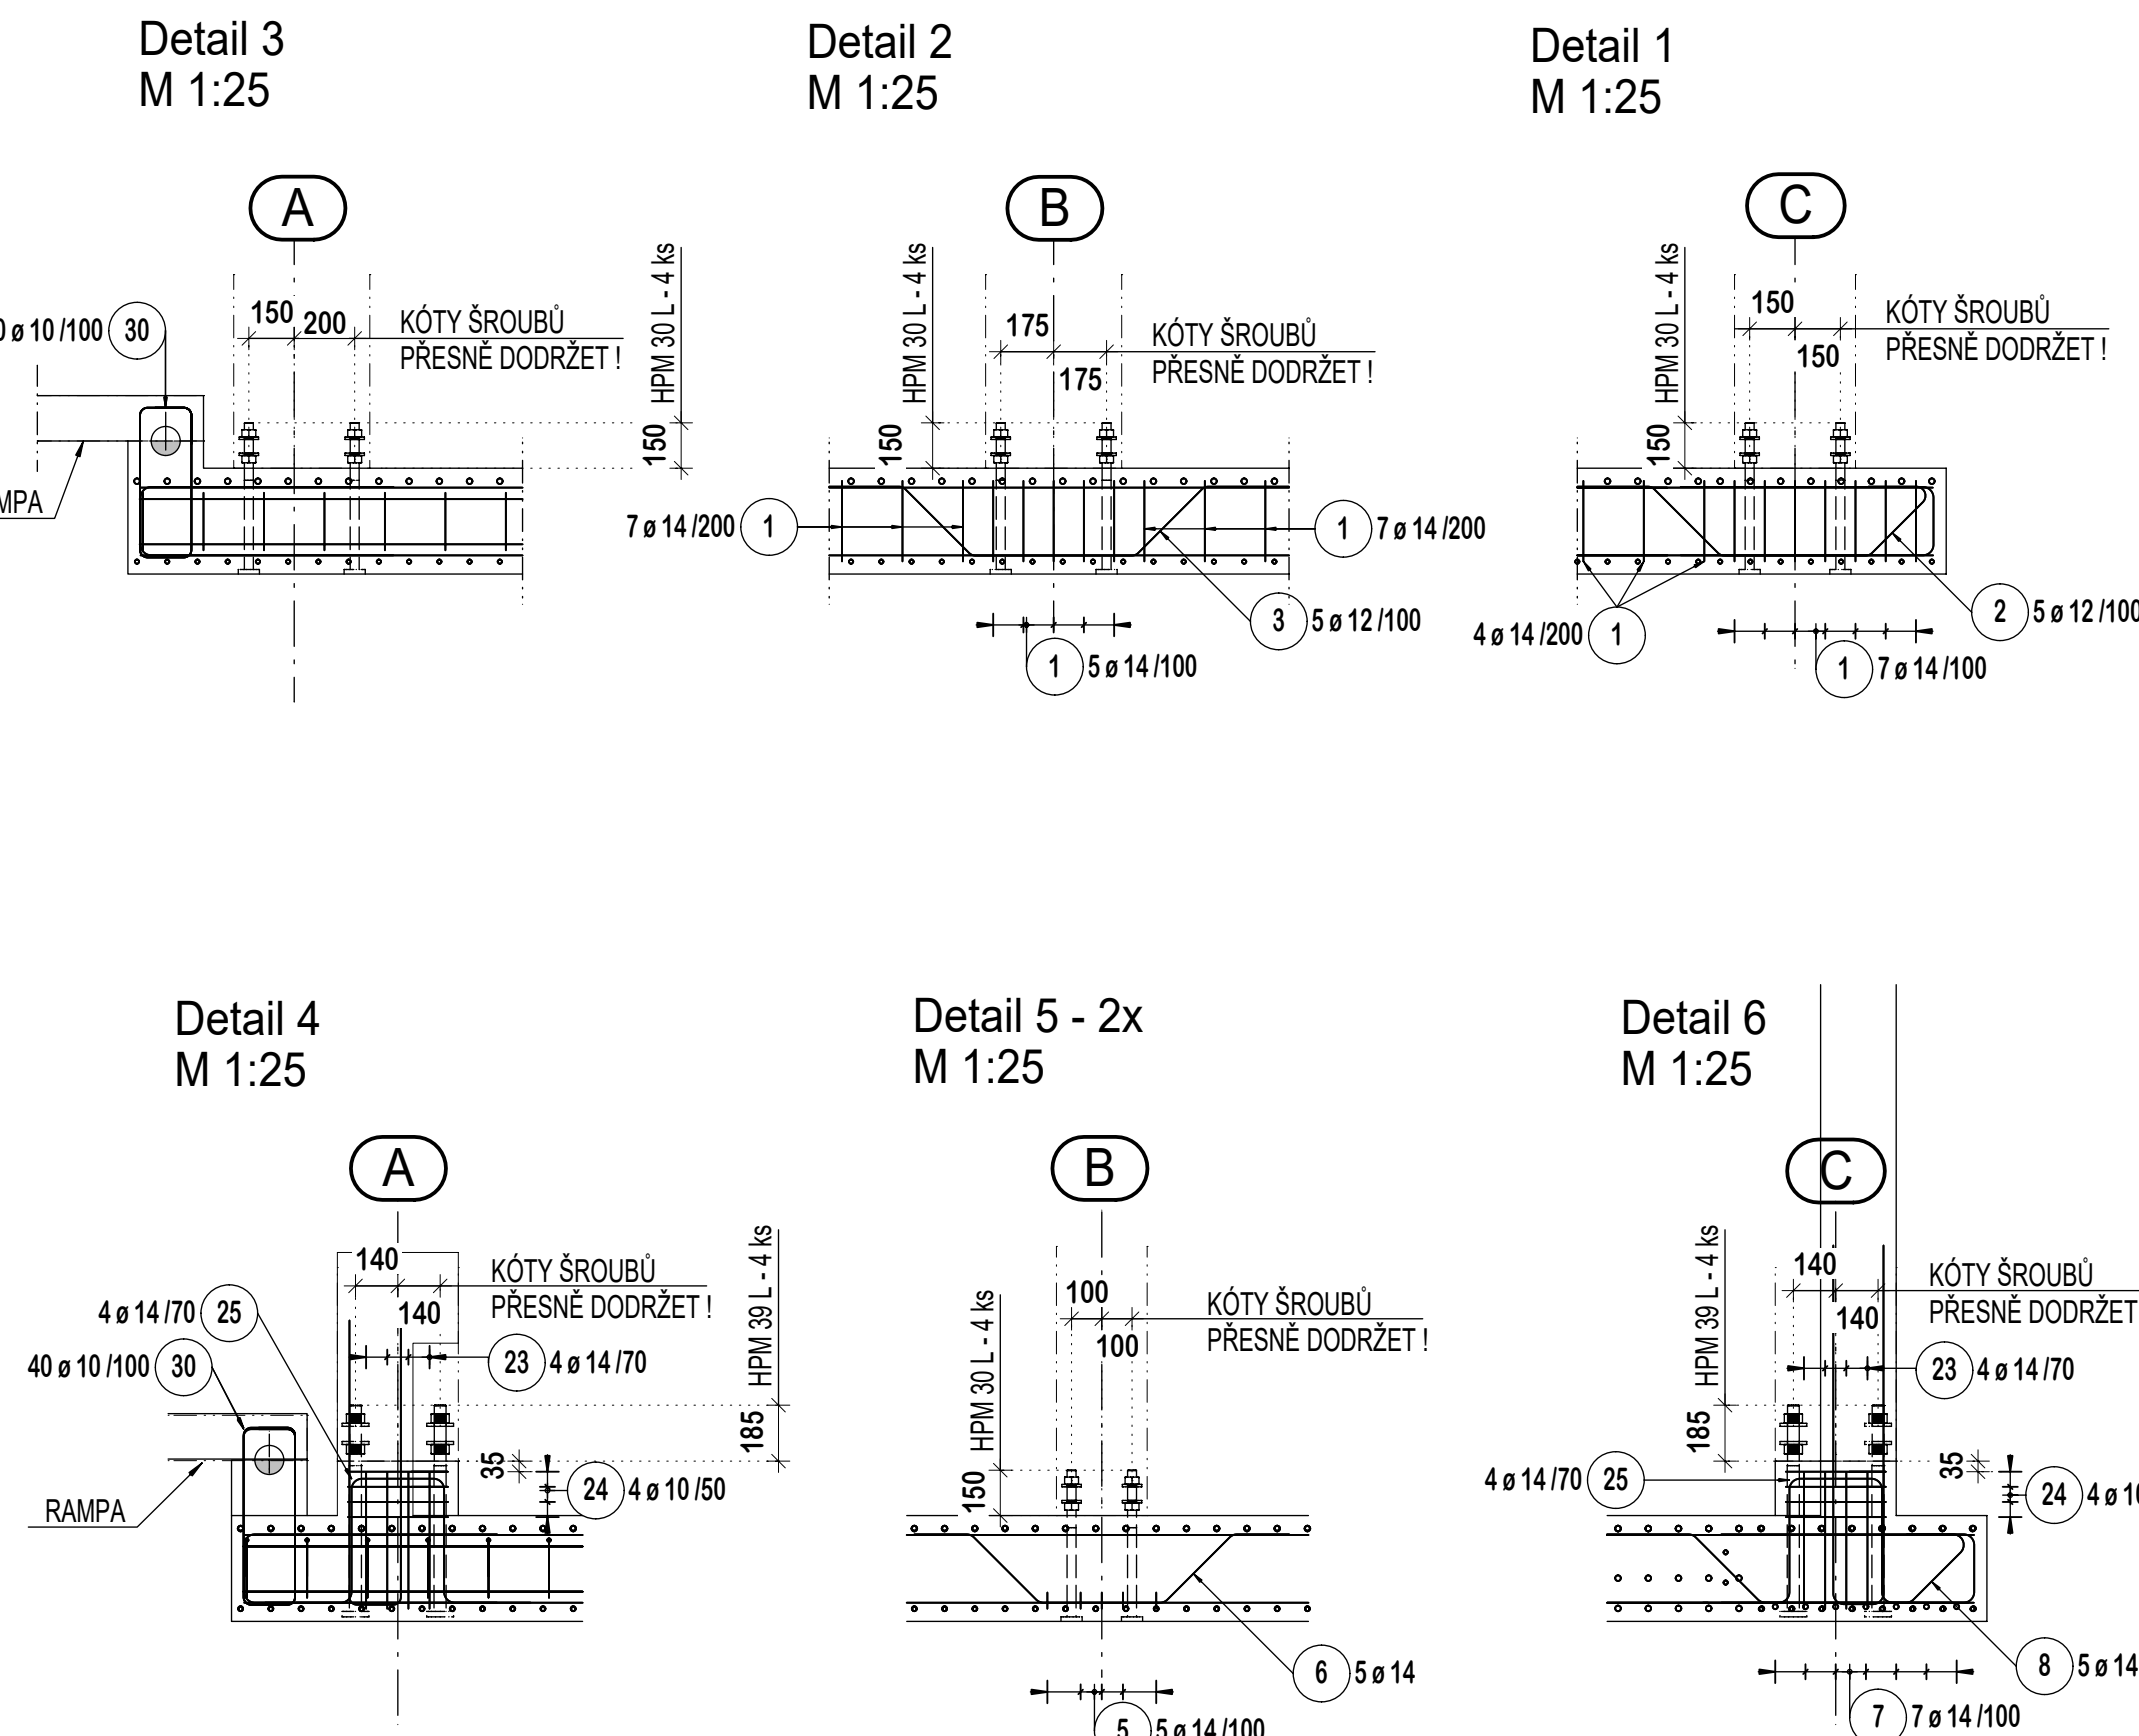 Detail 3
M 1:25
A
150
200
KÓTY ŠROUBŮ
PŘESNĚ DODRŽET !
HPM 30 L - 4 ks
150
ø 10 /100
30
Detail 2
M 1:25
B
HPM 30 L - 4 ks
175
175
KÓTY ŠROUBŮ
PŘESNĚ DODRŽET !
150
7 ø 14 /200
1
1
7 ø 14 /200
3
5 ø 12 /100
1
5 ø 14 /100
Detail 1
M 1:25
C
HPM 30 L - 4 ks
150
150
KÓTY ŠROUBŮ
PŘESNĚ DODRŽET !
150
4 ø 14 /200
1
2
5 ø 12 /100
1
7 ø 14 /100
Detail 4
M 1:25
A
140
140
KÓTY ŠROUBŮ
PŘESNĚ DODRŽET !
HPM 39 L - 4 ks
4 ø 14 /70
25
40 ø 10 /100
30
23
4 ø 14 /70
185
35
24
4 ø 10 /50
RAMPA
Detail 5 - 2x
M 1:25
B
HPM 30 L - 4 ks
100
100
KÓTY ŠROUBŮ
PŘESNĚ DODRŽET !
150
6
5 ø 14
5
5 ø 14 /100
Detail 6
M 1:25
C
HPM 39 L - 4 ks
140
140
KÓTY ŠROUBŮ
PŘESNĚ DODRŽET
23
4 ø 14 /70
185
35
4 ø 14 /70
25
24
4 ø 10
8
5 ø 14
7
7 ø 14 /100